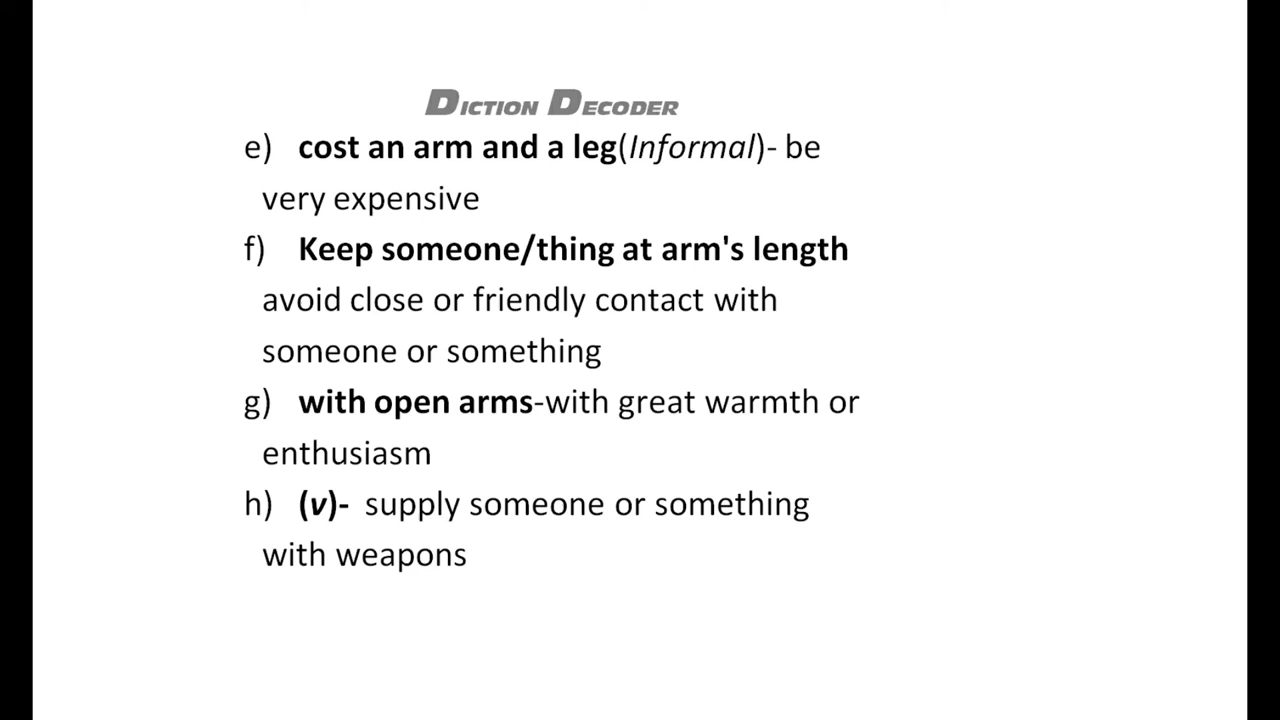 DICTION DECODER
e) cost an arm and a leg(Informal)- be
very expensive
f) Keep someone/thing at arm's length
avoid close or friendly contact with
someone or something
g) with open arms-with great warmth or
enthusiasm
h) (v)- supply someone or something
with weapons